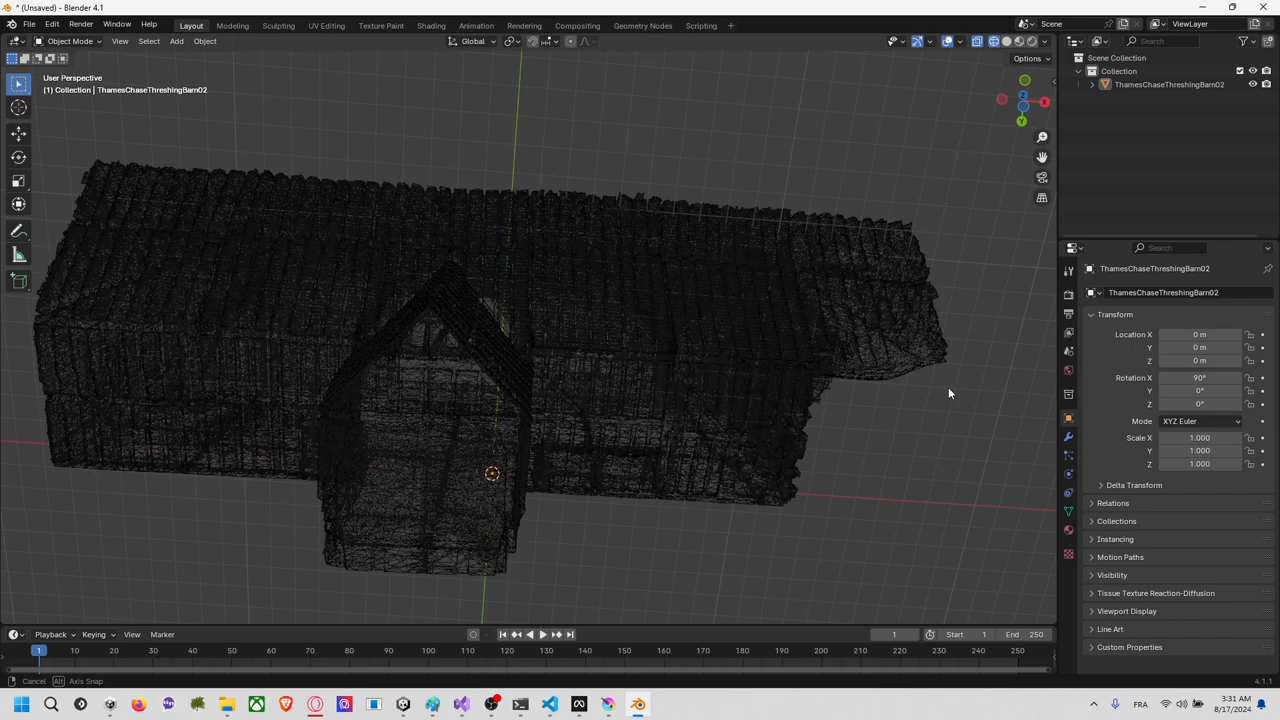 * (Unsaved) - Blender 4.1
File Edit Render Window Help
Layout Modeling Sculpting UV Editing Texture Paint Shading Animation Rendering Compositing Geometry Nodes Scripting +
Scene ViewLayer
Object Mode View Select Add Object Global
Search
Options
User Perspective
(1) Collection | ThamesChaseThreshingBarn02
Scene Collection
Collection
ThamesChaseThreshingBarn02
Z
X
Y
Search
ThamesChaseThreshingBarn02
ThamesChaseThreshingBarn02
Transform
Location X 0 m
Y 0 m
Z 0 m
Rotation X 90°
Y 0°
Z 0°
Mode XYZ Euler
Scale X 1.000
Y 1.000
Z 1.000
Delta Transform
Relations
Collections
Instancing
Motion Paths
Visibility
Tissue Texture Reaction-Diffusion
Viewport Display
Line Art
Custom Properties
Playback Keying View Marker 1 Start 1 End 250
1 10 20 30 40 50 60 70 80 90 100 110 120 130 140 150 160 170 180 190 200 210 220 230 240 250
Cancel Alt Axis Snap 4.1.1
FRA 3:31 AM
8/17/2024